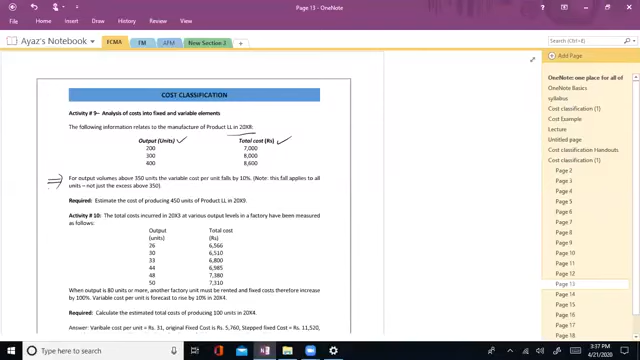 Page 13 - OneNote
File
Home
Insert
Draw
History
Review
View
Ayaz's Notebook
FCMA
FM
AFM
New Section 3
+
Search (Ctrl+E)
Add Page
COST CLASSIFICATION
Activity # 9– Analysis of costs into fixed and variable elements
The following information relates to the manufacture of Product LL in 20X8:
Output (Units) Total cost (Rs)
200 7,000
300 8,000
400 8,600
For output volumes above 350 units the variable cost per unit falls by 10%. (Note: this fall applies to all
units – not just the excess above 350).
Required: Estimate the cost of producing 450 units of Product LL in 20X9.
Activity # 10: The total costs incurred in 20X3 at various output levels in a factory have been measured
as follows:
Output Total cost
(units) (Rs)
26 6,566
30 6,510
33 6,800
44 6,985
48 7,380
50 7,310
When output is 80 units or more, another factory unit must be rented and fixed costs therefore increase
by 100%. Variable cost per unit is forecast to rise by 10% in 20X4.
Required: Calculate the estimated total costs of producing 100 units in 20X4.
Answer: Varibale cost per unit = Rs. 31, original Fixed Cost is Rs. 5,760, Stepped Fixed Cost = Rs. 11,520,
OneNote: one place for all of
OneNote Basics
syllabus
Cost classification (1)
Cost Example
Lecture
Untitled page
Cost classification Handouts
Cost classification (1)
Page 2
Page 3
Page 4
Page 5
Page 6
Page 7
Page 8
Page 9
Page 10
Page 11
Page 12
Page 13
Page 14
Page 15
Page 16
Page 17
Page 18
Type here to search
3:37 PM
4/21/2020